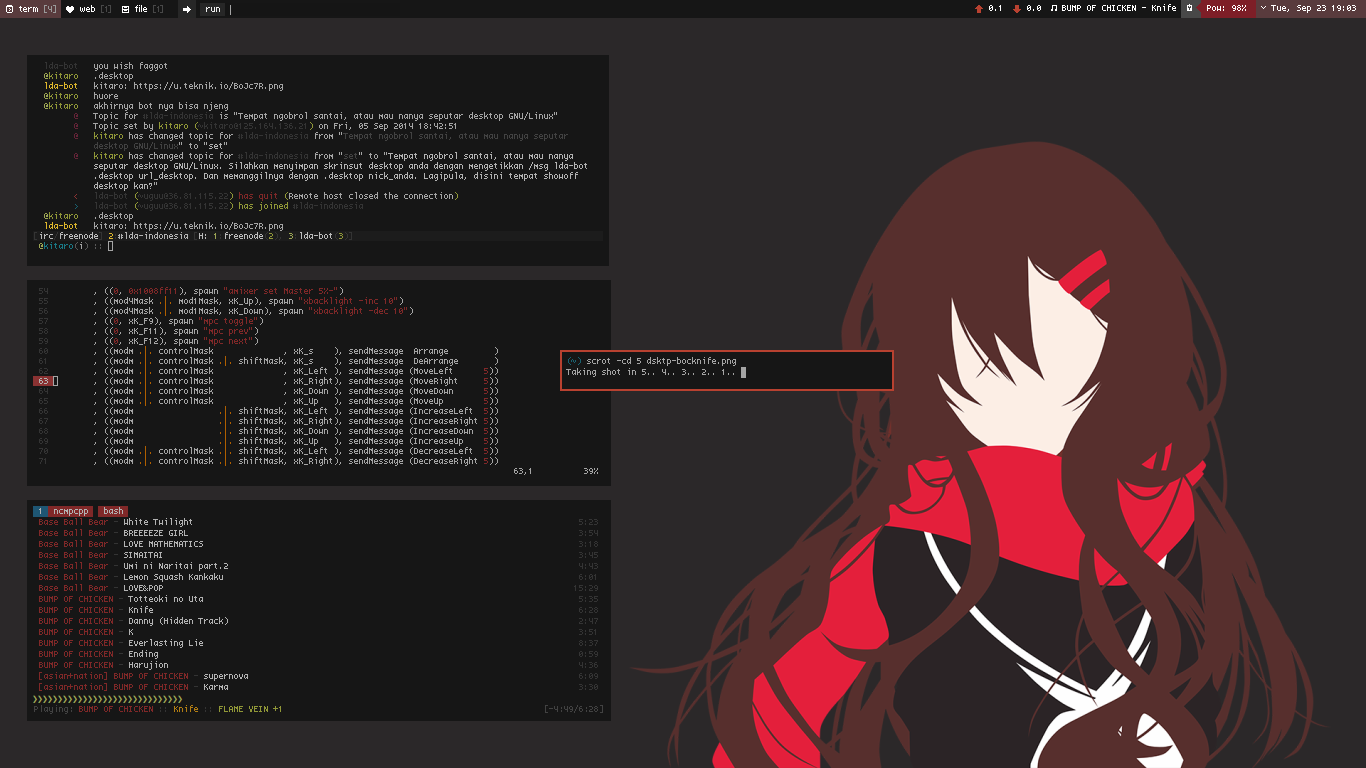 term [4] web [1] file [1] run | 0.1 0.0 BUMP OF CHICKEN - Knife Pow: 98% Tue, Sep 23 19:03
lda-bot you wish faggot
@kitaro .desktop
lda-bot kitaro: https://u.teknik.io/BoJc7R.png
@kitaro huore
@kitaro akhirnya bot nya bisa njeng
Topic for #lda-indonesia is "Tempat ngobrol santai, atau mau nanya seputar desktop GNU/Linux"
Topic set by kitaro (~kitaro@125.164.136.21) on Fri, 05 Sep 2014 18:42:51
kitaro has changed topic for #lda-indonesia from "Tempat ngobrol santai, atau mau nanya seputar
desktop GNU/Linux" to "set"
kitaro has changed topic for #lda-indonesia from "set" to "Tempat ngobrol santai, atau mau nanya
seputar desktop GNU/Linux. Silahkan menyimpan skrinsut desktop anda dengan mengetikkan /msg lda-bot
.desktop url_desktop. Dan memanggilnya dengan .desktop nick_anda. Lagipula, disini tempat showoff
desktop kan?"
< lda-bot (~uguu@36.81.115.22) has quit (Remote host closed the connection)
> lda-bot (~uguu@36.81.115.22) has joined #lda-indonesia
@kitaro .desktop
lda-bot kitaro: https://u.teknik.io/BoJc7R.png
[irc/freenode] 2:#lda-indonesia [H: 1:freenode(2), 3:lda-bot(3)]
@kitaro(i) ::
54 , ((0, 0x1008ff11), spawn "amixer set Master 5%-")
55 , ((mod4Mask .|. mod1Mask, xK_Up), spawn "xbacklight -inc 10")
56 , ((mod4Mask .|. mod1Mask, xK_Down), spawn "xbacklight -dec 10")
57 , ((0, xK_F9), spawn "mpc toggle")
58 , ((0, xK_F11), spawn "mpc prev")
59 , ((0, xK_F12), spawn "mpc next")
60 , ((modm .|. controlMask , xK_s ), sendMessage Arrange )
61 , ((modm .|. controlMask .|. shiftMask, xK_s ), sendMessage DeArrange )
62 , ((modm .|. controlMask , xK_Left ), sendMessage (MoveLeft 5))
63 , ((modm .|. controlMask , xK_Right), sendMessage (MoveRight 5))
64 , ((modm .|. controlMask , xK_Down ), sendMessage (MoveDown 5))
65 , ((modm .|. controlMask , xK_Up ), sendMessage (MoveUp 5))
66 , ((modm .|. shiftMask, xK_Left ), sendMessage (IncreaseLeft 5))
67 , ((modm .|. shiftMask, xK_Right), sendMessage (IncreaseRight 5))
68 , ((modm .|. shiftMask, xK_Down ), sendMessage (IncreaseDown 5))
69 , ((modm .|. shiftMask, xK_Up ), sendMessage (IncreaseUp 5))
70 , ((modm .|. controlMask .|. shiftMask, xK_Left ), sendMessage (DecreaseLeft 5))
71 , ((modm .|. controlMask .|. shiftMask, xK_Right), sendMessage (DecreaseRight 5))
63,1 39%
(~) scrot -cd 5 dsktp-bocknife.png
Taking shot in 5.. 4.. 3.. 2.. 1..
1 ncmpcpp bash
Base Ball Bear - White Twilight 5:23
Base Ball Bear - BREEEEZE GIRL 3:54
Base Ball Bear - LOVE MATHEMATICS 3:18
Base Ball Bear - SIMAITAI 3:45
Base Ball Bear - Umi ni Naritai part.2 4:43
Base Ball Bear - Lemon Squash Kankaku 6:01
Base Ball Bear - LOVE&POP 15:29
BUMP OF CHICKEN - Totteoki no Uta 5:35
BUMP OF CHICKEN - Knife 6:28
BUMP OF CHICKEN - Danny (Hidden Track) 2:47
BUMP OF CHICKEN - K 3:51
BUMP OF CHICKEN - Everlasting Lie 8:37
BUMP OF CHICKEN - Ending 0:59
BUMP OF CHICKEN - Harujion 4:36
[asian+nation] BUMP OF CHICKEN - supernova 6:09
[asian+nation] BUMP OF CHICKEN - Karma 3:30
Playing: BUMP OF CHICKEN :: Knife :: FLAME VEIN +1 [-4:49/6:28]